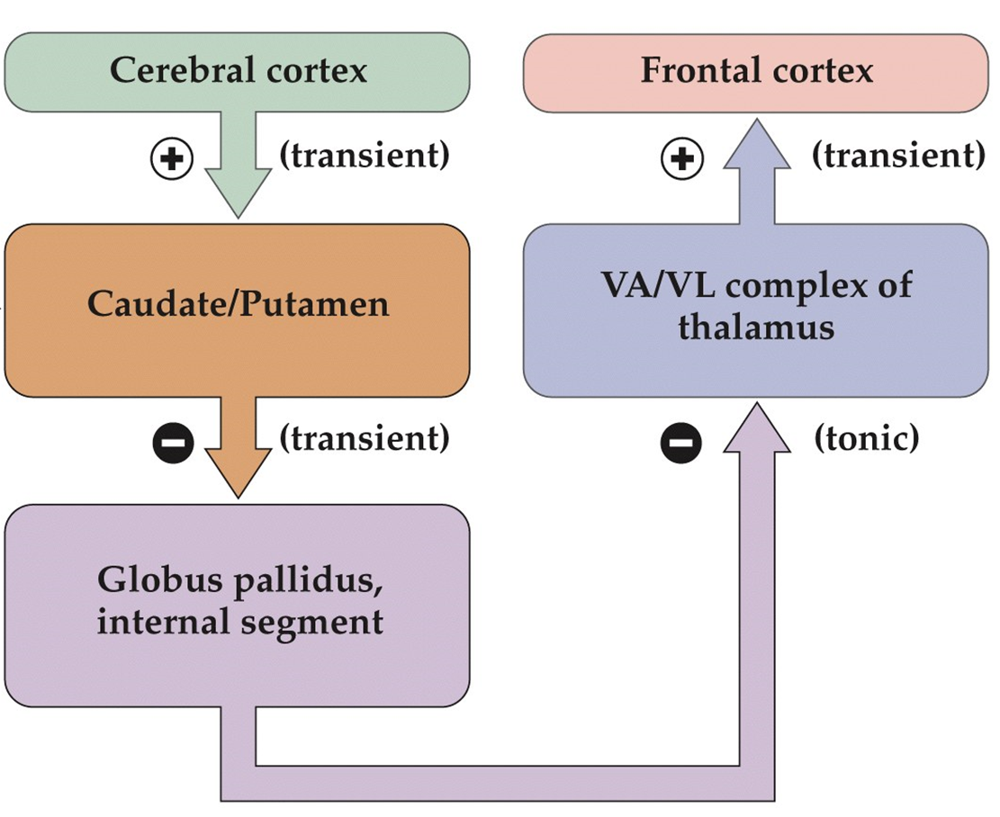 Cerebral cortex
(transient)
Caudate/Putamen
(transient)
Globus pallidus,
internal segment
Frontal cortex
(transient)
VA/VL complex of
thalamus
(tonic)